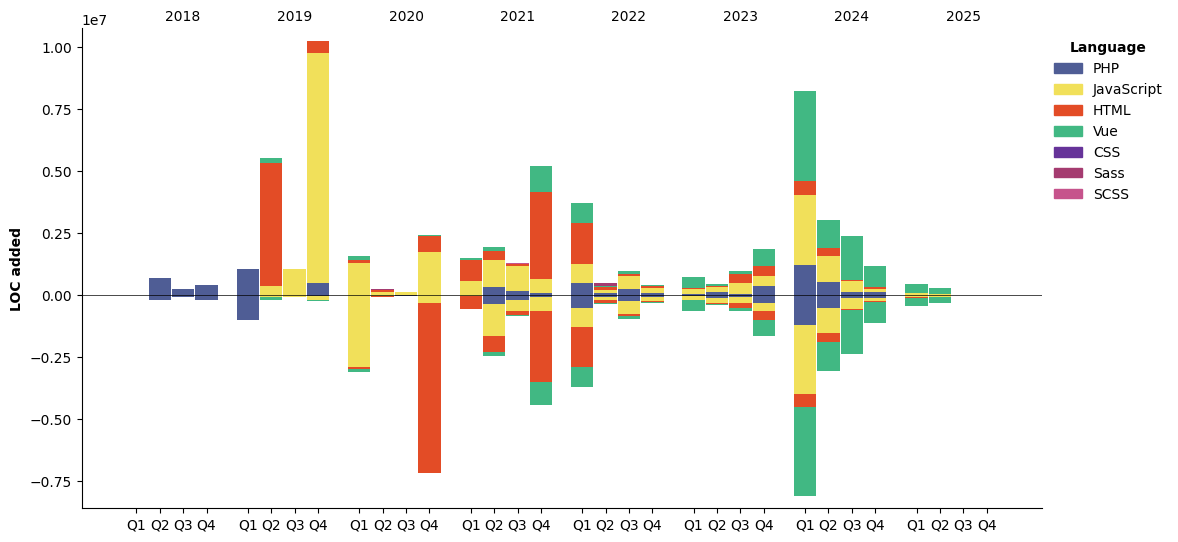 1e7
2018 2019 2020 2021 2022 2023 2024 2025
1.00
0.75
0.50
0.25
0.00
−0.25
−0.50
−0.75
LOC added
Q1 Q2 Q3 Q4 Q1 Q2 Q3 Q4 Q1 Q2 Q3 Q4 Q1 Q2 Q3 Q4 Q1 Q2 Q3 Q4 Q1 Q2 Q3 Q4 Q1 Q2 Q3 Q4 Q1 Q2 Q3 Q4
Language
PHP
JavaScript
HTML
Vue
CSS
Sass
SCSS